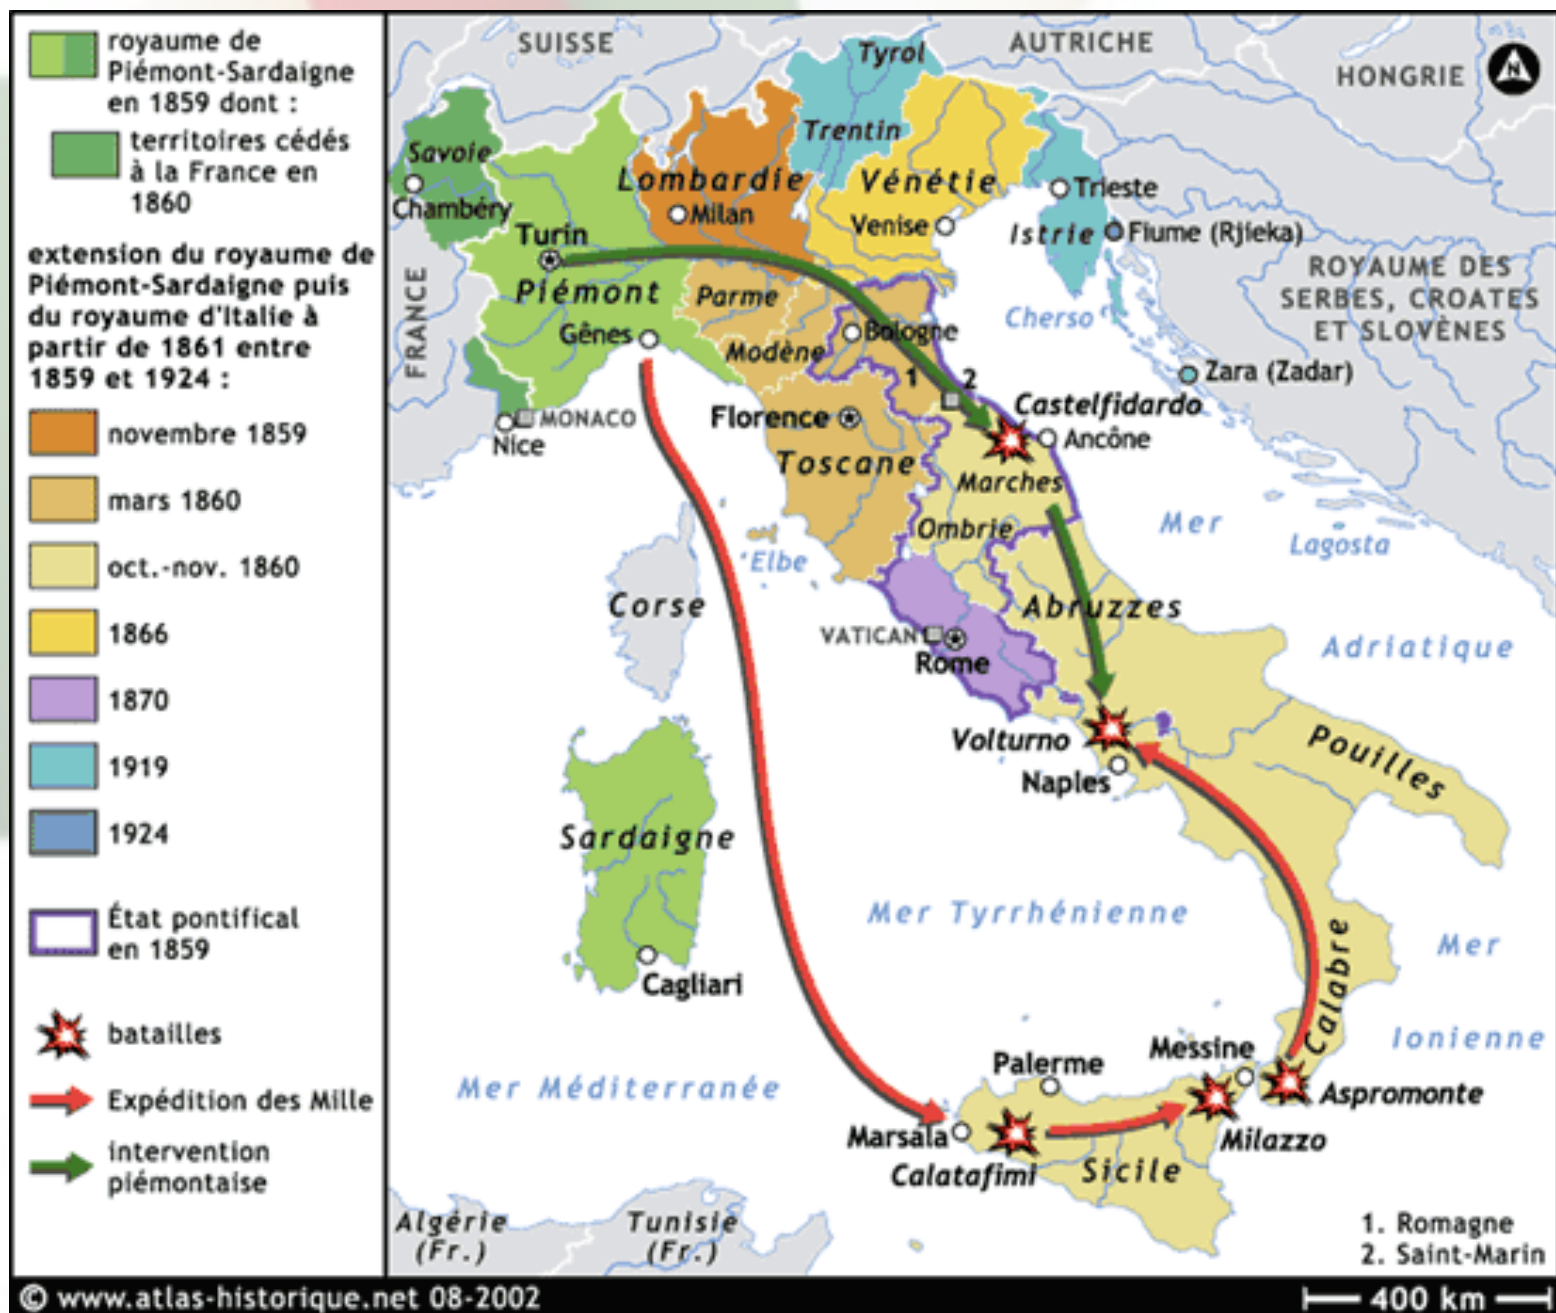 royaume de
Piémont-Sardaigne
en 1859 dont :
territoires cédés
à la France en
1860
extension du royaume de
Piémont-Sardaigne puis
du royaume d'Italie à
partir de 1861 entre
1859 et 1924 :
novembre 1859
mars 1860
oct.-nov. 1860
1866
1870
1919
1924
État pontifical
en 1859
batailles
Expédition des Mille
intervention
piémontaise
SUISSE
Tyrol
AUTRICHE
HONGRIE
N
Savoie
Trentin
Lombardie
Vénétie
Trieste
Chambéry
Milan
Venise
Turin
Istrie
Fiume (Rjieka)
ROYAUME DES
SERBES, CROATES
ET SLOVÈNES
FRANCE
Piémont
Parme
Cherso
Gênes
Bologne
Modène
1
2
Zara (Zadar)
MONACO
Nice
Florence
Castelfidardo
Ancône
Toscane
Marches
Ombrie
Mer
Lagosta
Elbe
Corse
Abruzzes
VATICAN
Rome
Adriatique
Volturno
Naples
Pouilles
Sardaigne
Mer Tyrrhénienne
Mer
Cagliari
Calabre
Ionienne
Messine
Palerme
Mer Méditerranée
Aspromonte
Marsala
Milazzo
Calatafimi
Sicile
Algérie
(Fr.)
Tunisie
(Fr.)
1. Romagne
2. Saint-Marin
© www.atlas-historique.net 08-2002
400 km